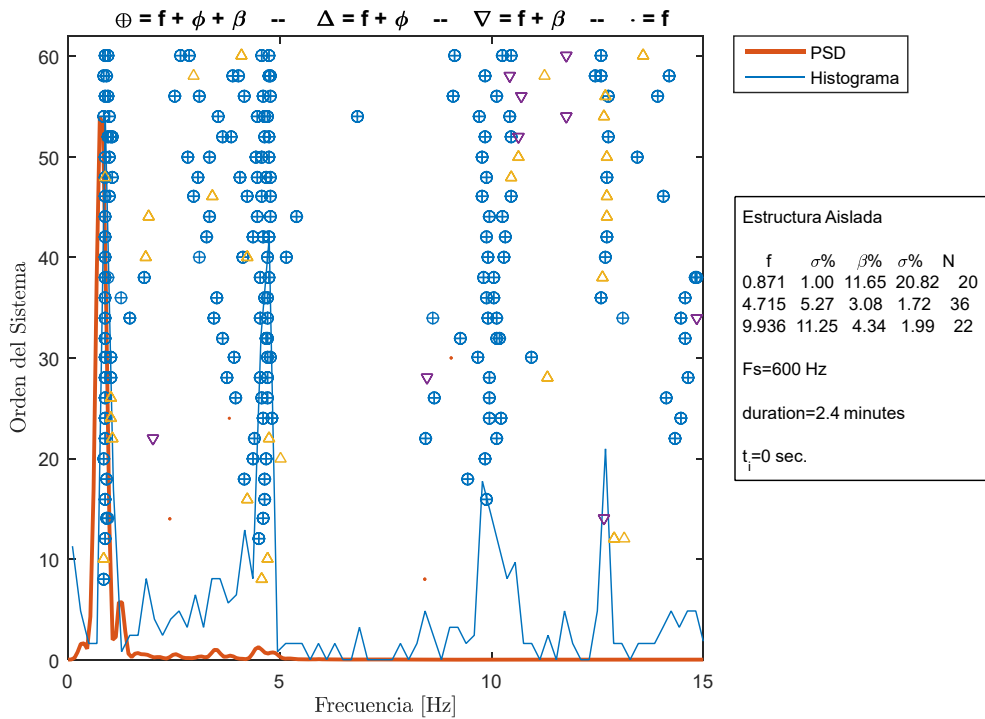 ⊕ = f + ϕ + β -- Δ = f + ϕ -- ∇ = f + β -- · = f
PSD
Histograma
60
50
40
30
20
10
0
Orden del Sistema
0 5 10 15
Frecuencia [Hz]
Estructura Aislada
f σ% β% σ% N
0.871 1.00 11.65 20.82 20
4.715 5.27 3.08 1.72 36
9.936 11.25 4.34 1.99 22
Fs=600 Hz
duration=2.4 minutes
t_i=0 sec.